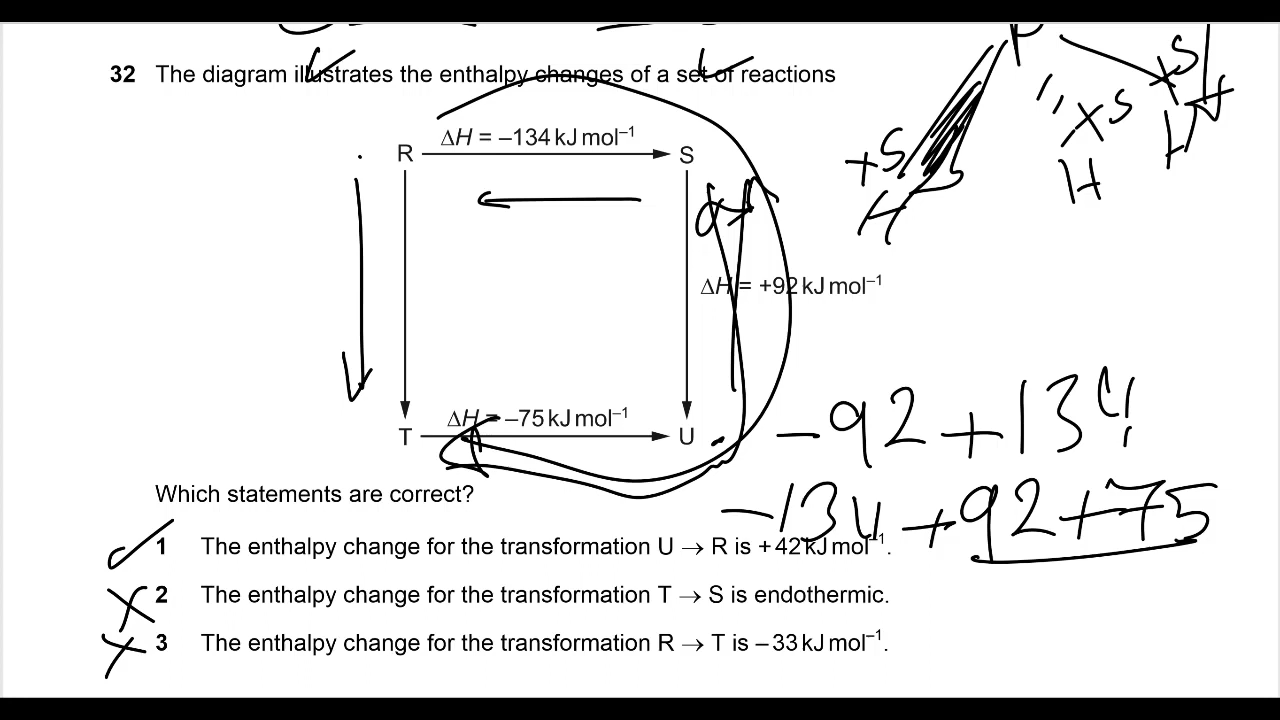 32 The diagram illustrates the enthalpy changes of a set of reactions
ΔH = –134 kJ mol⁻¹
R
S
+S
H
XS
H
XS
H
ΔH = +92 kJ mol⁻¹
ΔH = –75 kJ mol⁻¹
T
U
-92+134
-134+92+75
Which statements are correct?
1 The enthalpy change for the transformation U → R is +42 kJ mol⁻¹.
2 The enthalpy change for the transformation T → S is endothermic.
3 The enthalpy change for the transformation R → T is –33 kJ mol⁻¹.